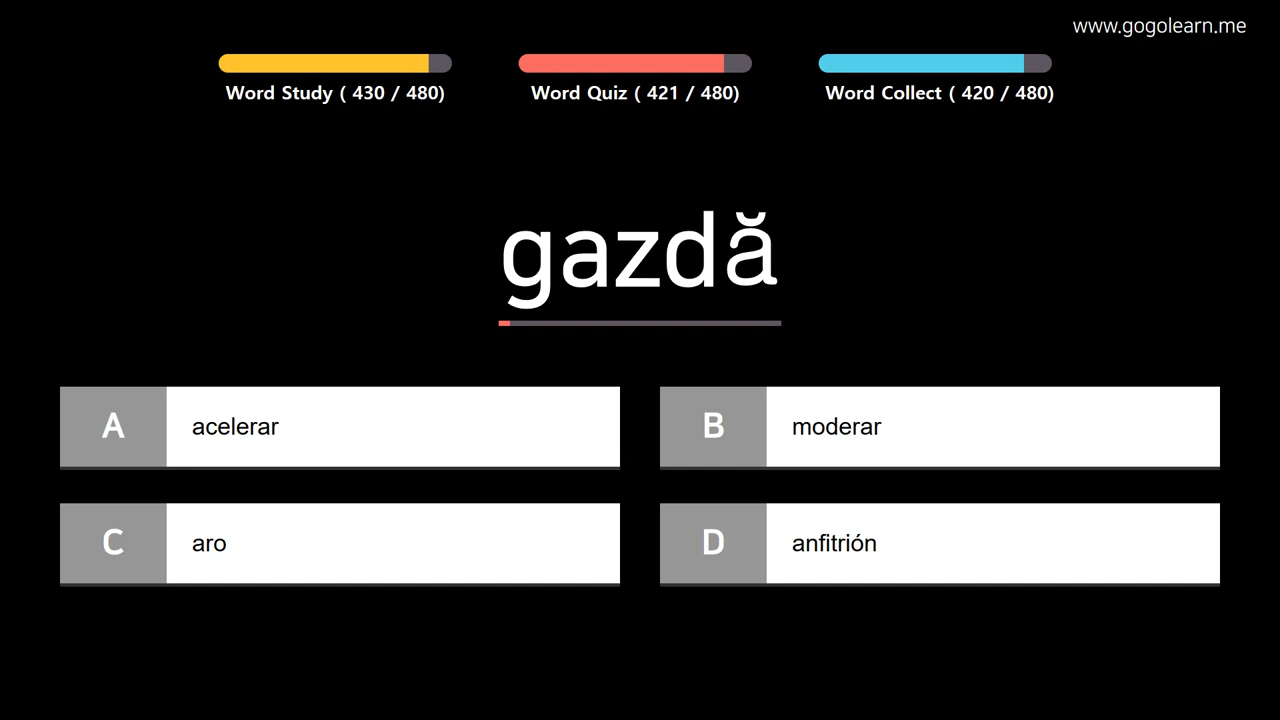 www.gogolearn.me
Word Study ( 430 / 480)
Word Quiz ( 421 / 480)
Word Collect ( 420 / 480)
gazdă
A acelerar
B moderar
C aro
D anfitrión